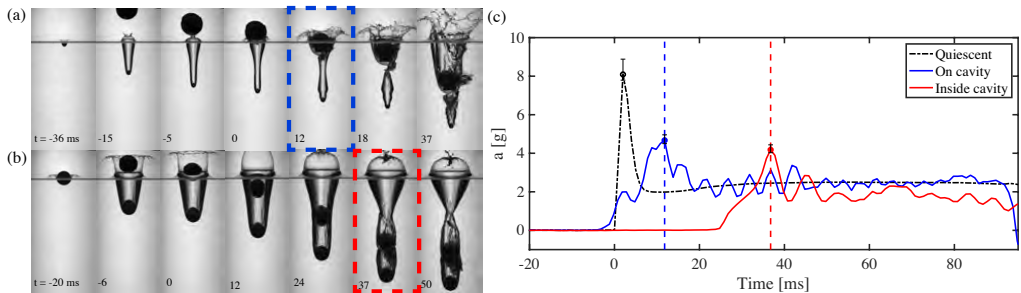 (a)
t = -36 ms -15 -5 0 12 18 37
(b)
t = -20 ms -6 0 12 24 37 50
(c)
10
8
6
4
2
0
a [g]
Quiescent
On cavity
Inside cavity
-20 0 20 40 60 80
Time [ms]